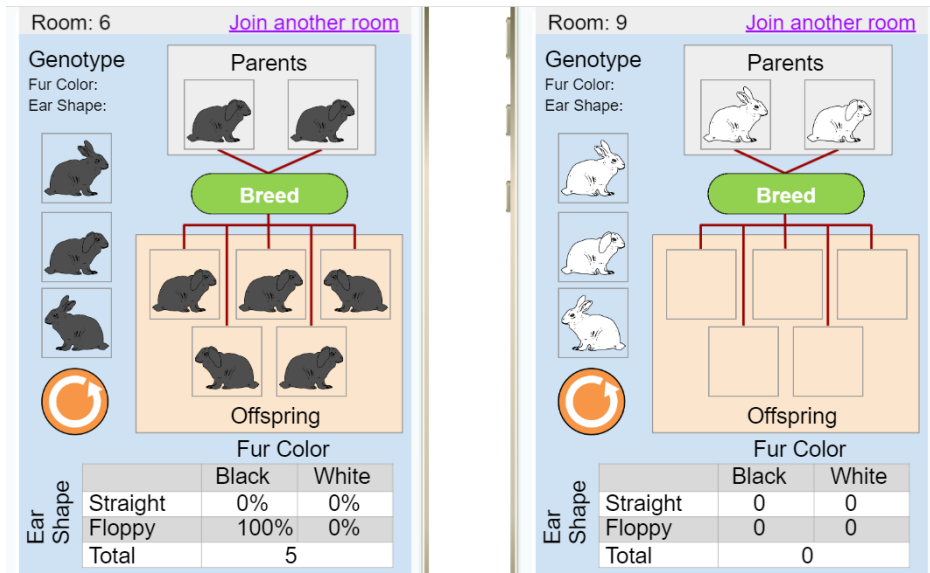 Room: 6 Join another room
Genotype
Fur Color:
Ear Shape:
Parents
Breed
Offspring
Fur Color
Ear Shape
Black White
Straight 0% 0%
Floppy 100% 0%
Total 5
Room: 9 Join another room
Genotype
Fur Color:
Ear Shape:
Parents
Breed
Offspring
Fur Color
Ear Shape
Black White
Straight 0 0
Floppy 0 0
Total 0